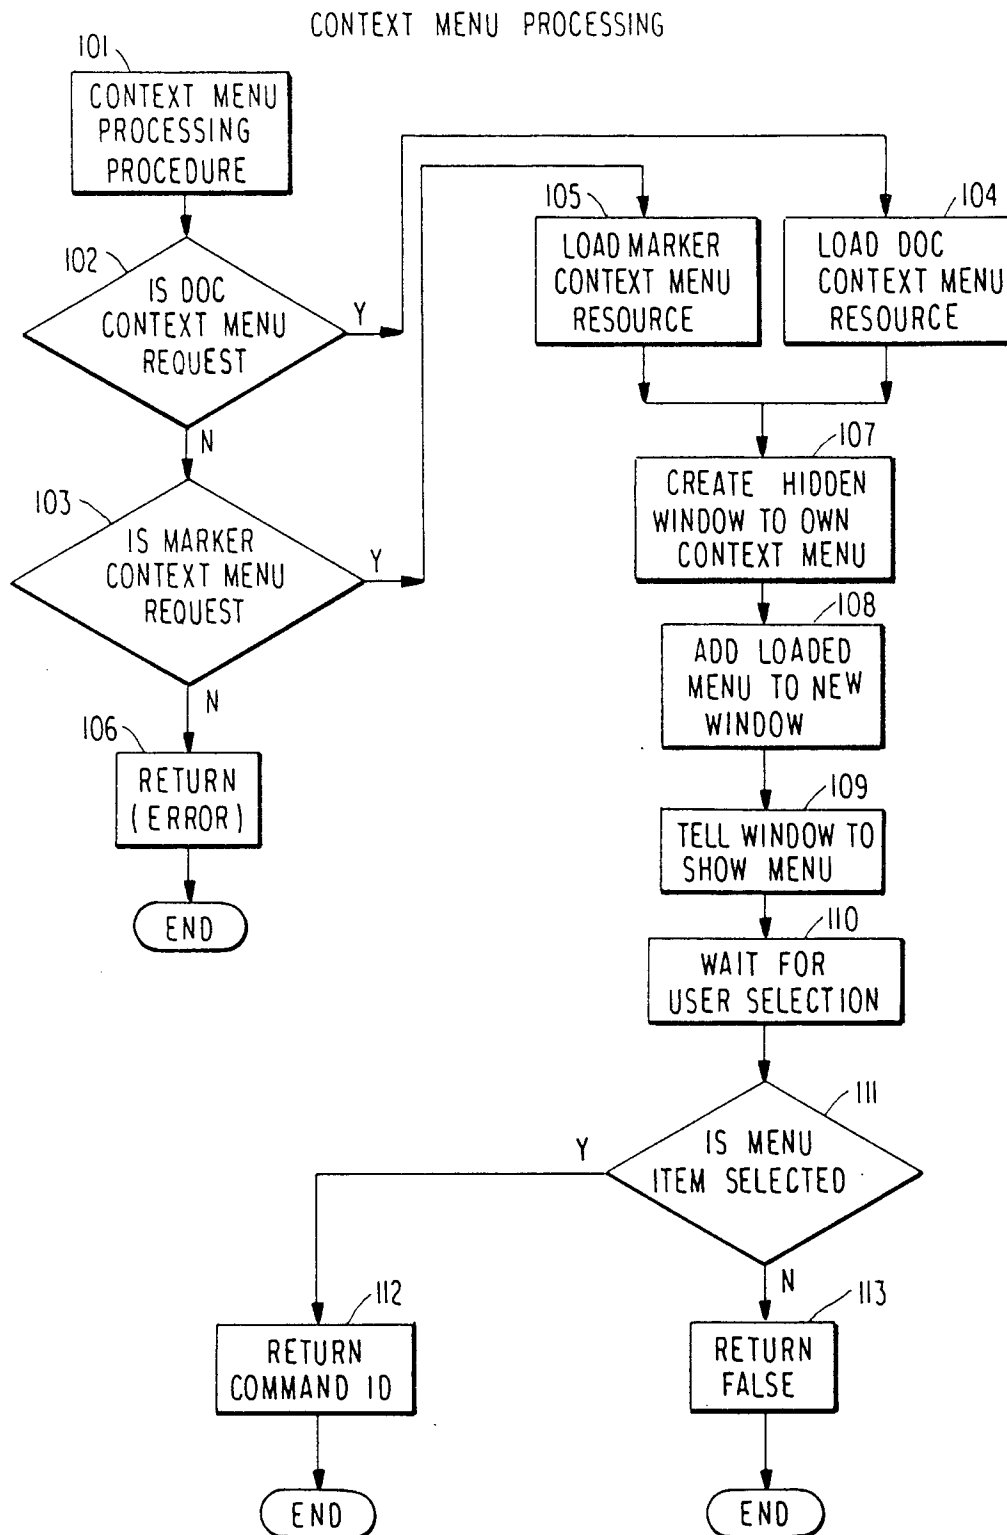 CONTEXT MENU PROCESSING
101
CONTEXT MENU
PROCESSING
PROCEDURE
102
IS DOC
CONTEXT MENU
REQUEST
Y
N
103
IS MARKER
CONTEXT MENU
REQUEST
Y
N
106
RETURN
(ERROR)
END
105
LOAD MARKER
CONTEXT MENU
RESOURCE
104
LOAD DOC
CONTEXT MENU
RESOURCE
107
CREATE HIDDEN
WINDOW TO OWN
CONTEXT MENU
108
ADD LOADED
MENU TO NEW
WINDOW
109
TELL WINDOW TO
SHOW MENU
110
WAIT FOR
USER SELECTION
111
IS MENU
ITEM SELECTED
Y
N
112
RETURN
COMMAND ID
END
113
RETURN
FALSE
END